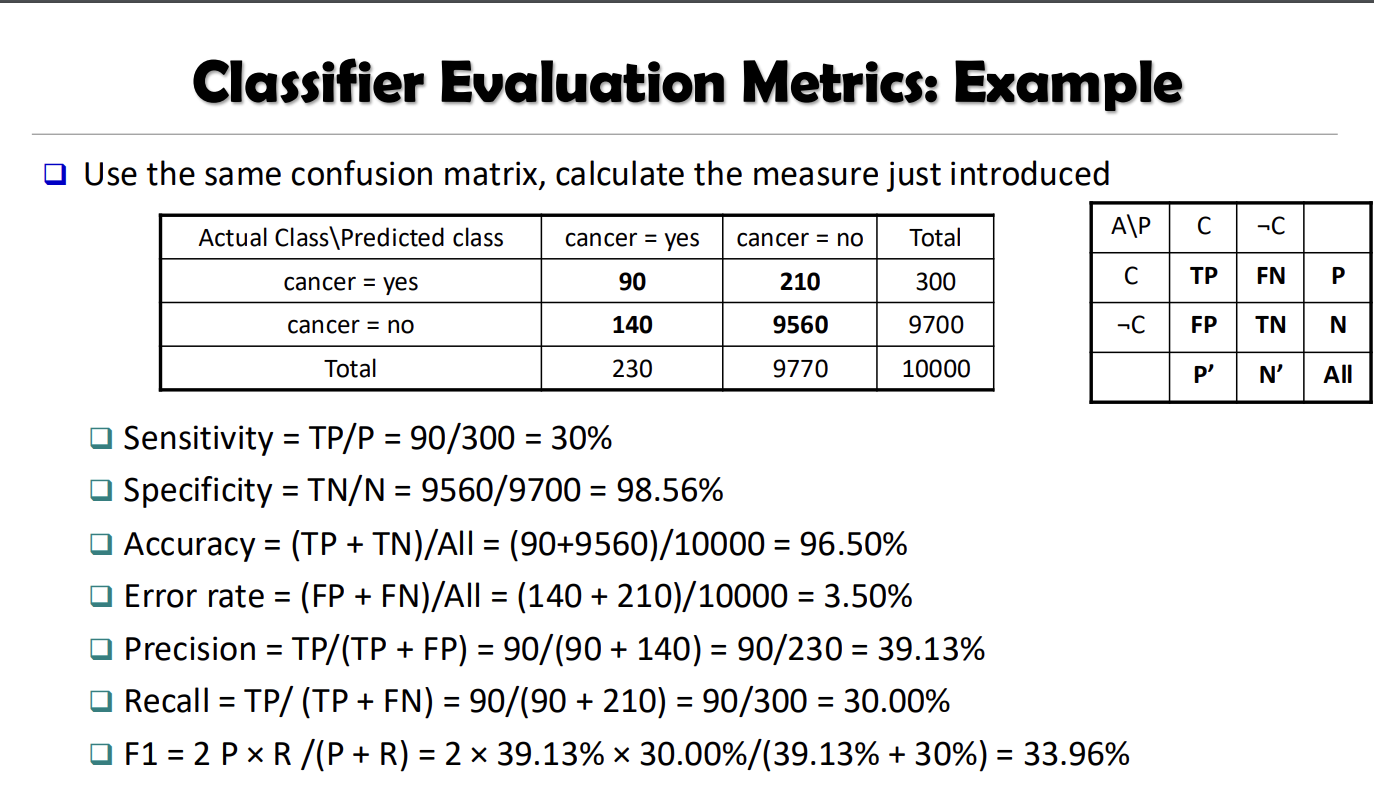 Classifier Evaluation Metrics: Example
Use the same confusion matrix, calculate the measure just introduced
Actual Class\Predicted class cancer = yes cancer = no Total
cancer = yes 90 210 300
cancer = no 140 9560 9700
Total 230 9770 10000
A\P C ¬C
C TP FN P
¬C FP TN N
P’ N’ All
Sensitivity = TP/P = 90/300 = 30%
Specificity = TN/N = 9560/9700 = 98.56%
Accuracy = (TP + TN)/All = (90+9560)/10000 = 96.50%
Error rate = (FP + FN)/All = (140 + 210)/10000 = 3.50%
Precision = TP/(TP + FP) = 90/(90 + 140) = 90/230 = 39.13%
Recall = TP/ (TP + FN) = 90/(90 + 210) = 90/300 = 30.00%
F1 = 2 P × R /(P + R) = 2 × 39.13% × 30.00%/(39.13% + 30%) = 33.96%